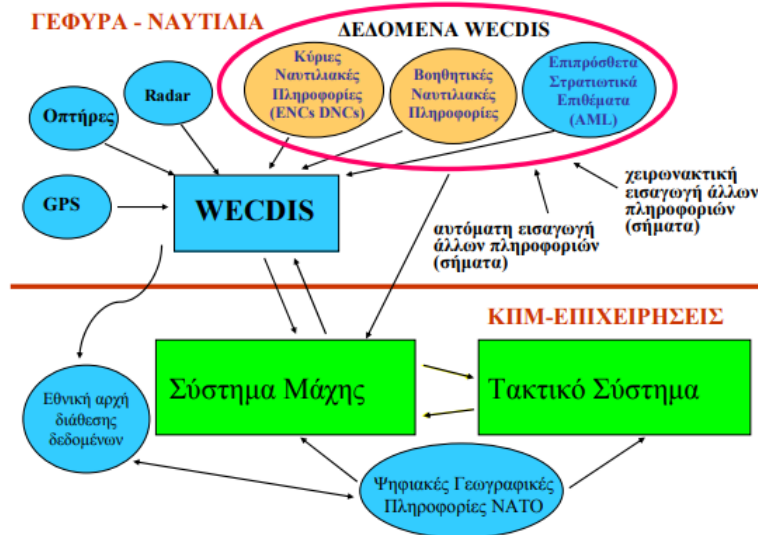 ΓΕΦΥΡΑ - ΝΑΥΤΙΛΙΑ
ΔΕΔΟΜΕΝΑ WECDIS
Κύριες
Ναυτιλιακές
Πληροφορίες
(ENCs DNCs)
Βοηθητικές
Ναυτιλιακές
Πληροφορίες
Επιπρόσθετα
Στρατιωτικά
Επιθέματα
(AML)
Radar
Οπτήρες
GPS
WECDIS
χειρωνακτική
εισαγωγή άλλων
πληροφοριών
(σήματα)
αυτόματη εισαγωγή
άλλων πληροφοριών
(σήματα)
ΚΠΜ-ΕΠΙΧΕΙΡΗΣΕΙΣ
Σύστημα Μάχης
Τακτικό Σύστημα
Εθνική αρχή
διάθεσης
δεδομένων
Ψηφιακές Γεωγραφικές
Πληροφορίες ΝΑΤΟ